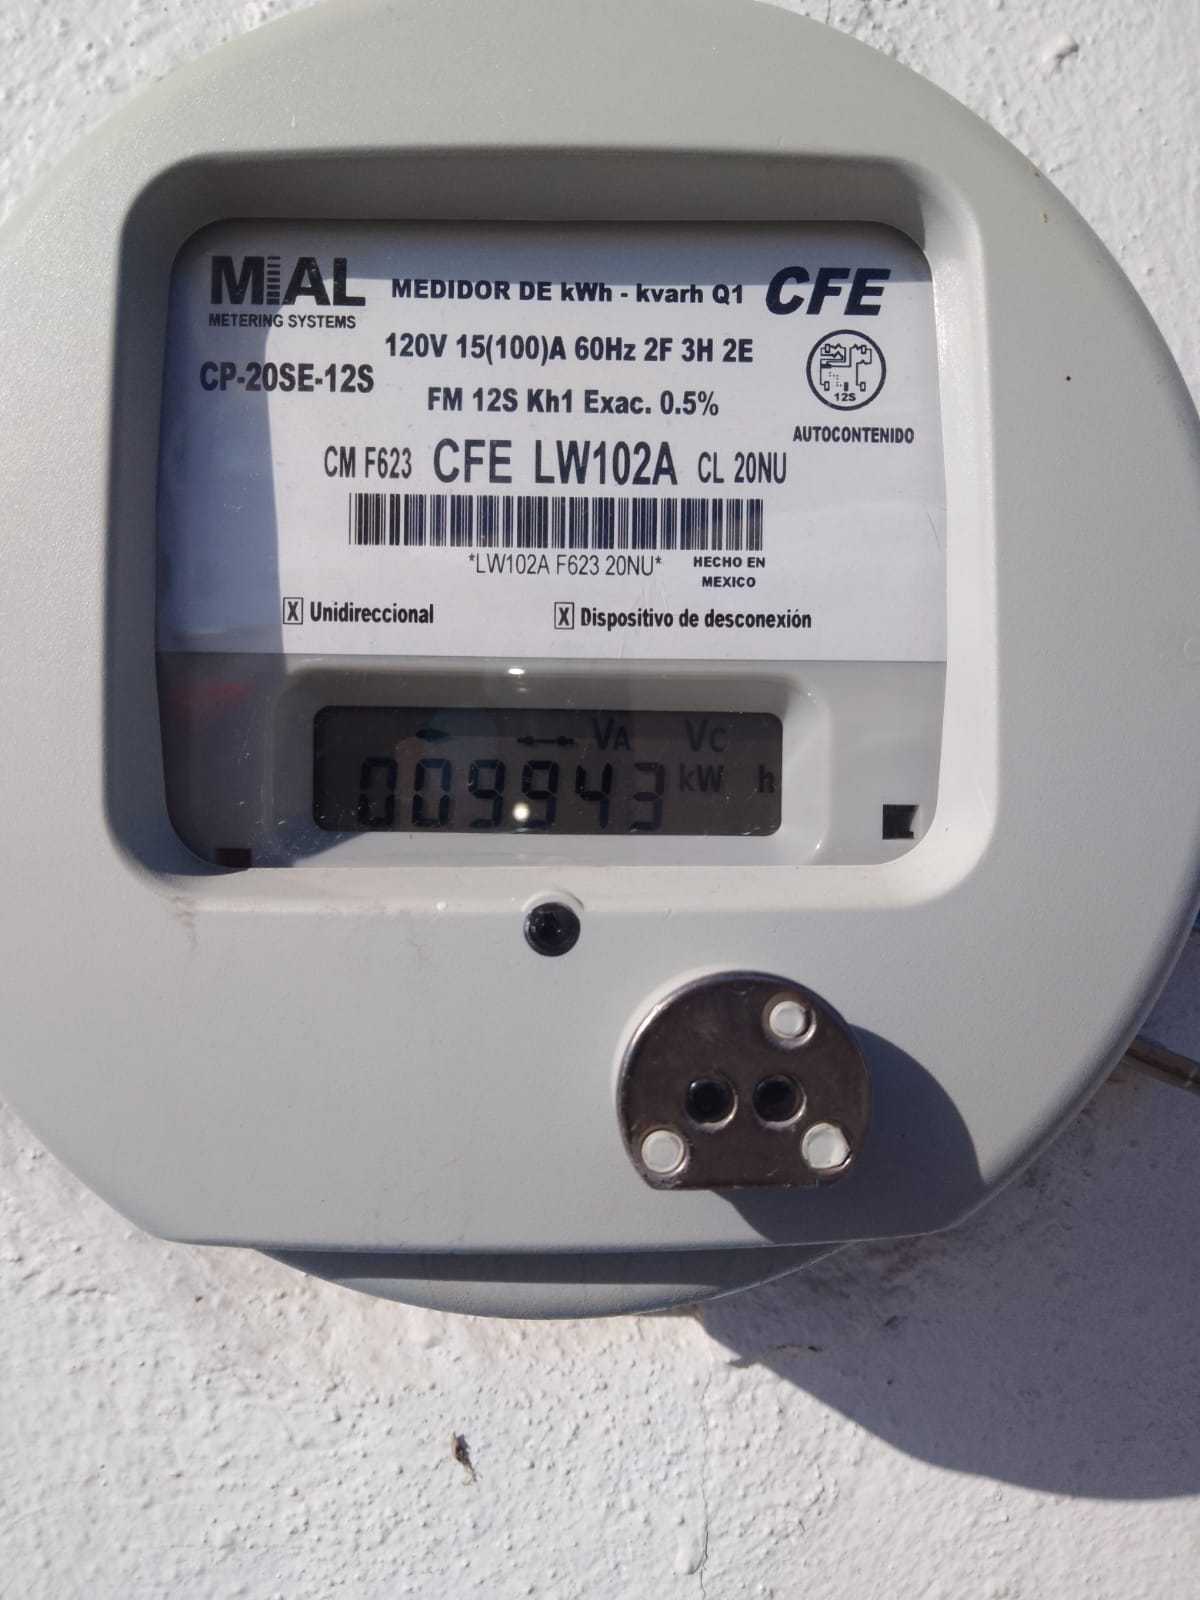 MIAL
METERING SYSTEMS
MEDIDOR DE kWh - kvarh Q1
CFE
120V 15(100)A 60Hz 2F 3H 2E
CP-20SE-12S
FM 12S Kh1 Exac. 0.5%
12S
AUTOCONTENIDO
CM F623 CFE LW102A CL 20NU
*LW102A F623 20NU*
HECHO EN
MEXICO
X Unidireccional
X Dispositivo de desconexión
VA VC
009943 kW h